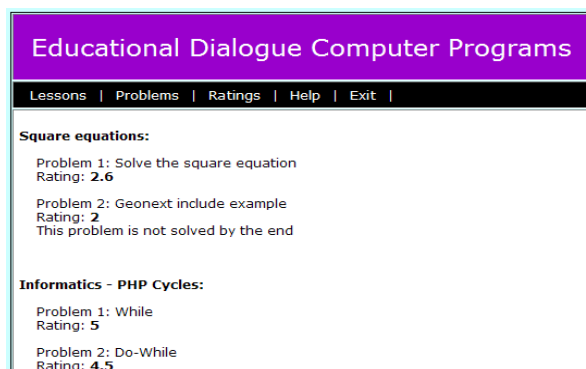 Educational Dialogue Computer Programs
Lessons | Problems | Ratings | Help | Exit |
Square equations:
Problem 1: Solve the square equation
Rating: 2.6
Problem 2: Geonext include example
Rating: 2
This problem is not solved by the end
Informatics - PHP Cycles:
Problem 1: While
Rating: 5
Problem 2: Do-While
Rating: 4.5